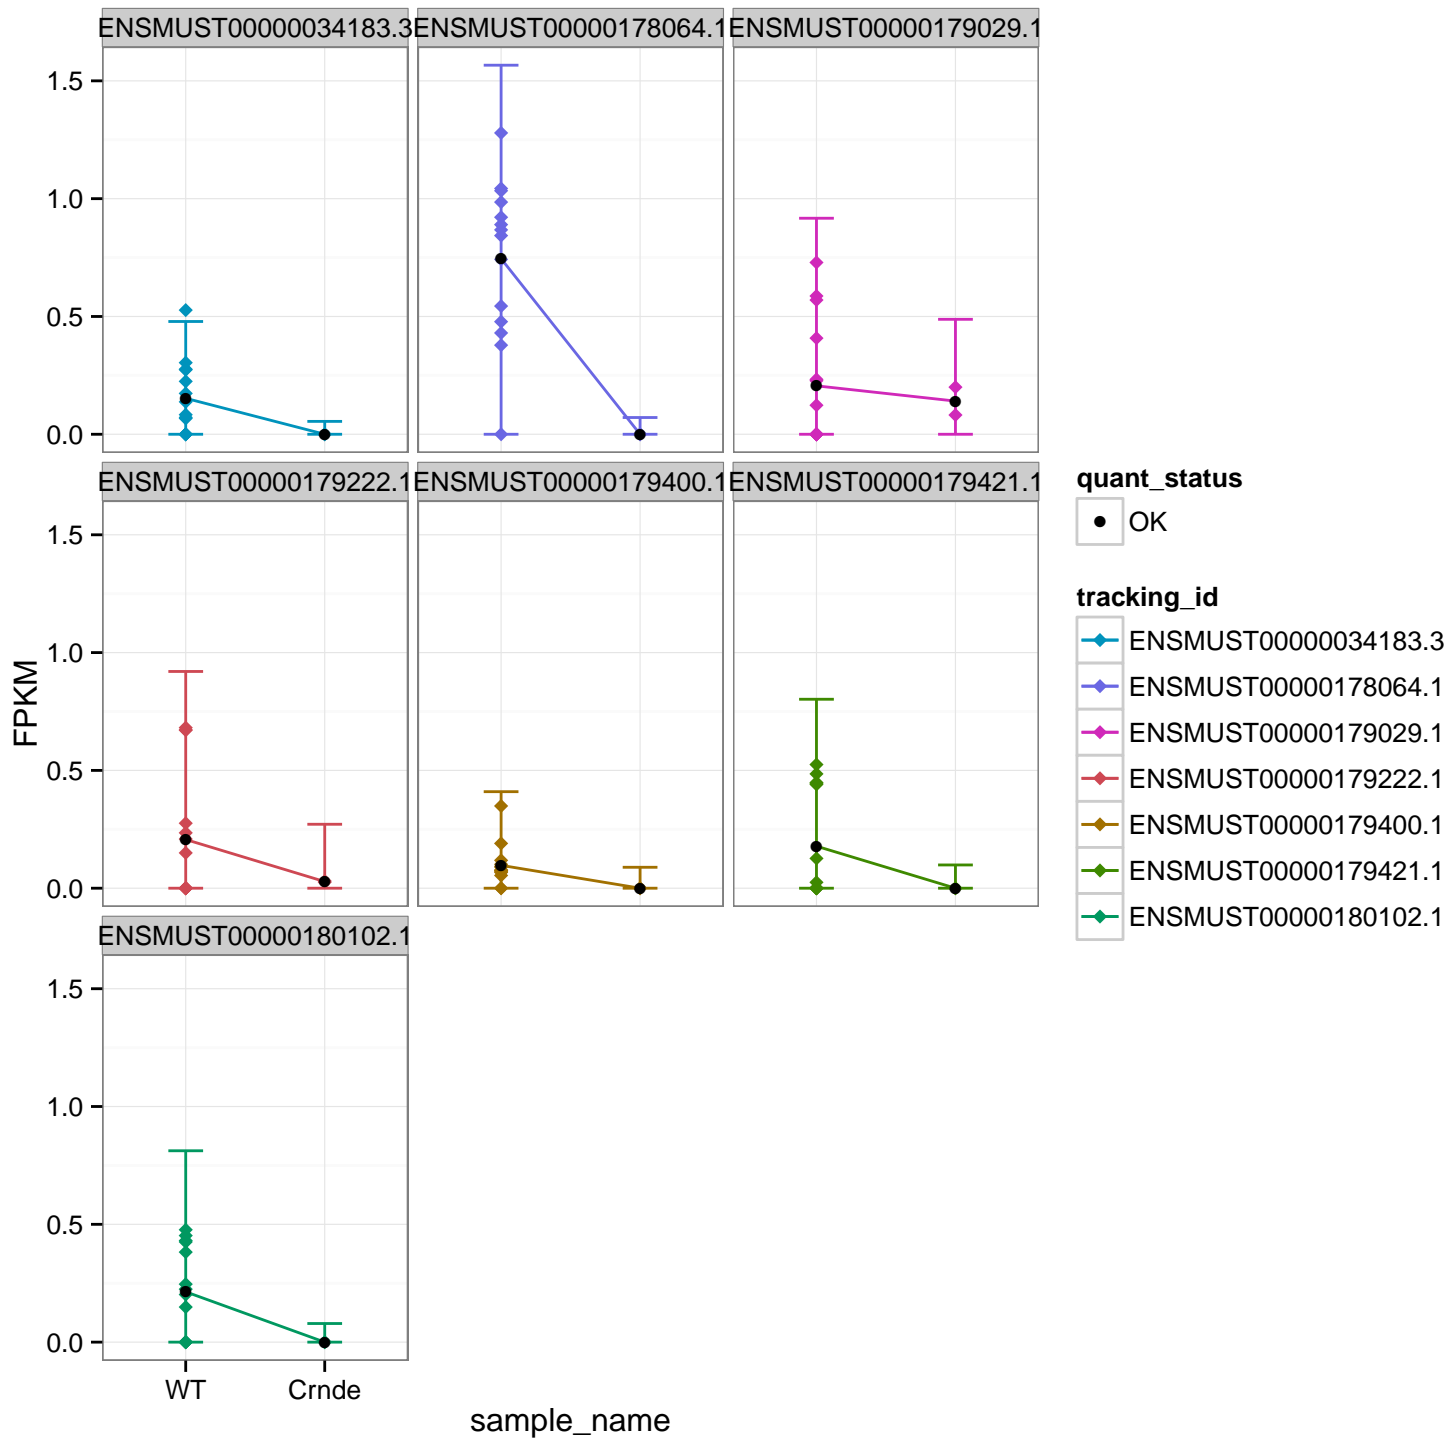 ENSMUST00000034183.3 ENSMUST00000178064.1 ENSMUST00000179029.1
1.5
1.0
0.5
0.0
ENSMUST00000179222.1 ENSMUST00000179400.1 ENSMUST00000179421.1
1.5
1.0
0.5
0.0
ENSMUST00000180102.1
1.5
1.0
0.5
0.0
WT Crnde
sample_name
FPKM
quant_status
OK
tracking_id
ENSMUST00000034183.3
ENSMUST00000178064.1
ENSMUST00000179029.1
ENSMUST00000179222.1
ENSMUST00000179400.1
ENSMUST00000179421.1
ENSMUST00000180102.1